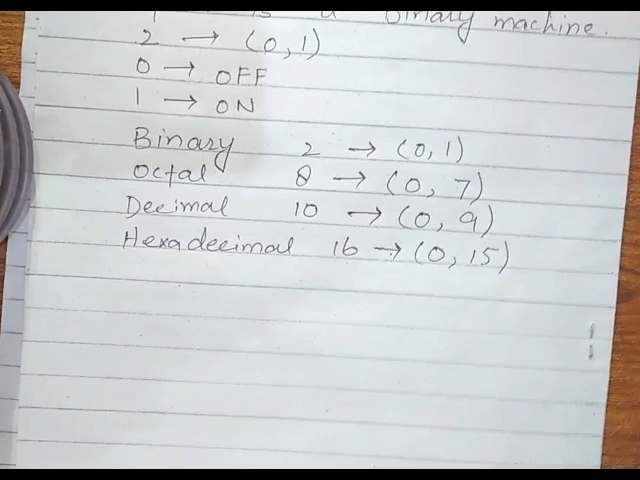 is a binary machine.
2 → (0,1)
0 → OFF
1 → ON
Binary 2 → (0,1)
Octal 8 → (0, 7)
Decimal 10 → (0, 9)
Hexadecimal 16 → (0, 15)